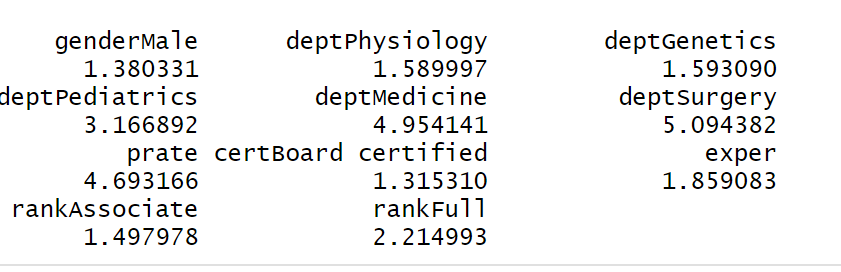 genderMale deptPhysiology deptGenetics
1.380331 1.589997 1.593090
deptPediatrics deptMedicine deptSurgery
3.166892 4.954141 5.094382
prate certBoard certified exper
4.693166 1.315310 1.859083
rankAssociate rankFull
1.497978 2.214993